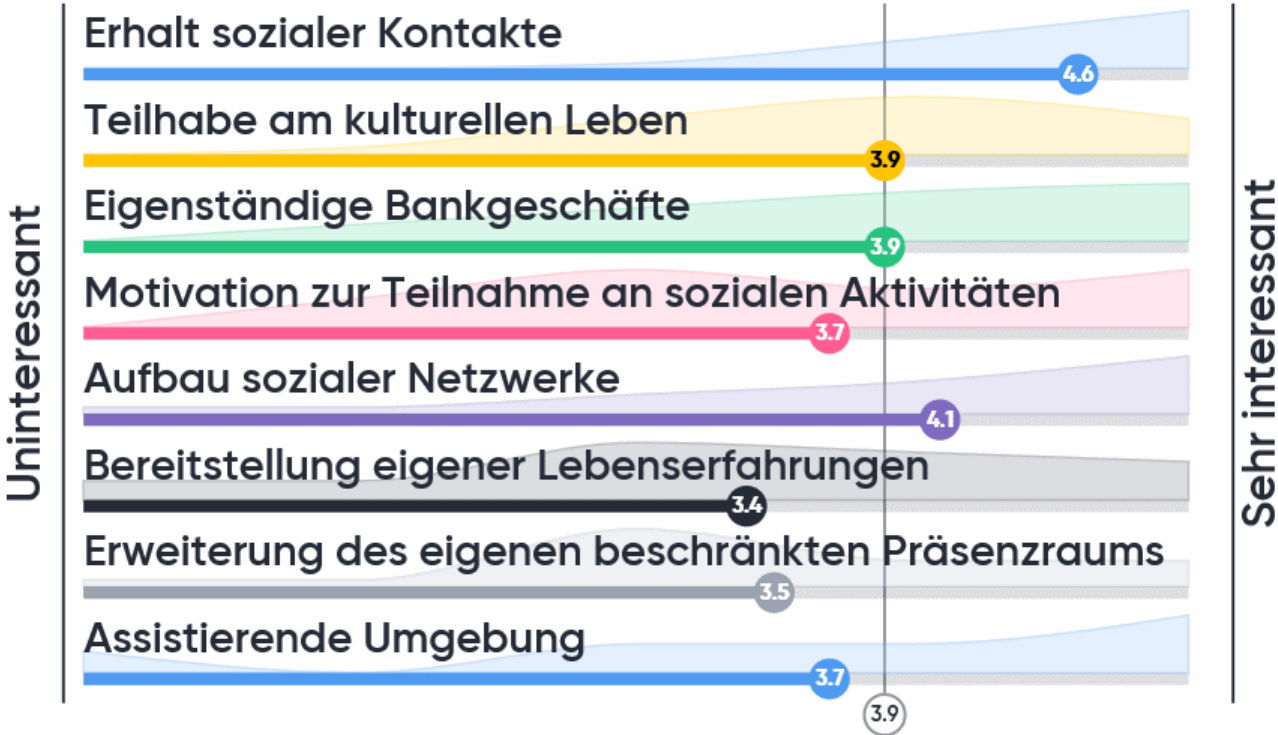 Uninteressant
Erhalt sozialer Kontakte
4.6
Teilhabe am kulturellen Leben
3.9
Eigenständige Bankgeschäfte
3.9
Motivation zur Teilnahme an sozialen Aktivitäten
3.7
Aufbau sozialer Netzwerke
4.1
Bereitstellung eigener Lebenserfahrungen
3.4
Erweiterung des eigenen beschränkten Präsenzraums
3.5
Assistierende Umgebung
3.7
3.9
Sehr interessant